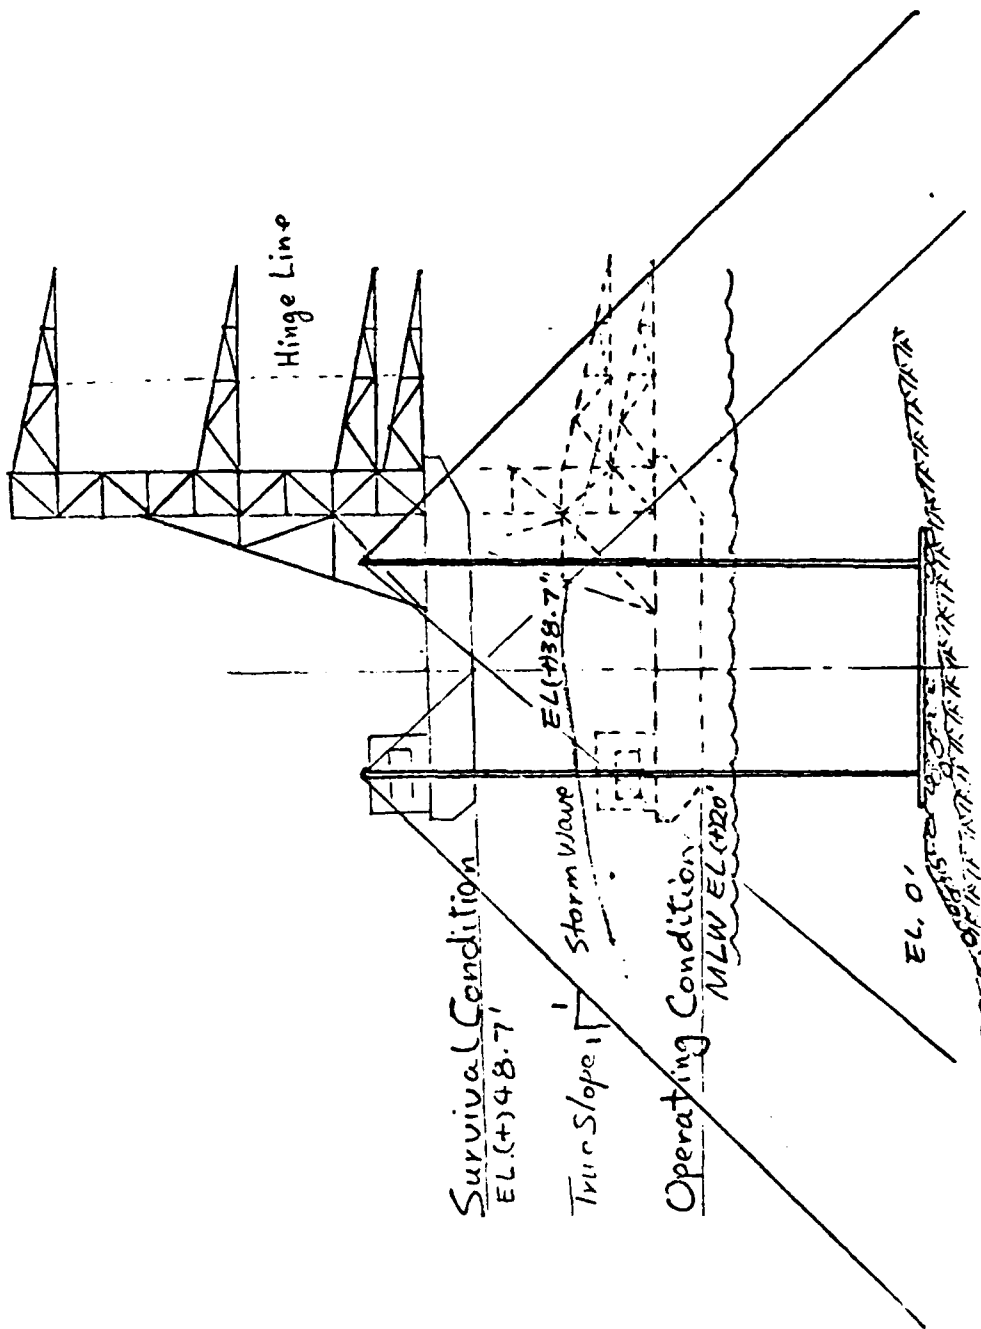 Hinge Line
Survival Condition
EL.(+)48.7'
EL(+)38.7"
Storm Wave
True Slope 1
1
Operating Condition
MLW EL(+)20'
EL. 0'